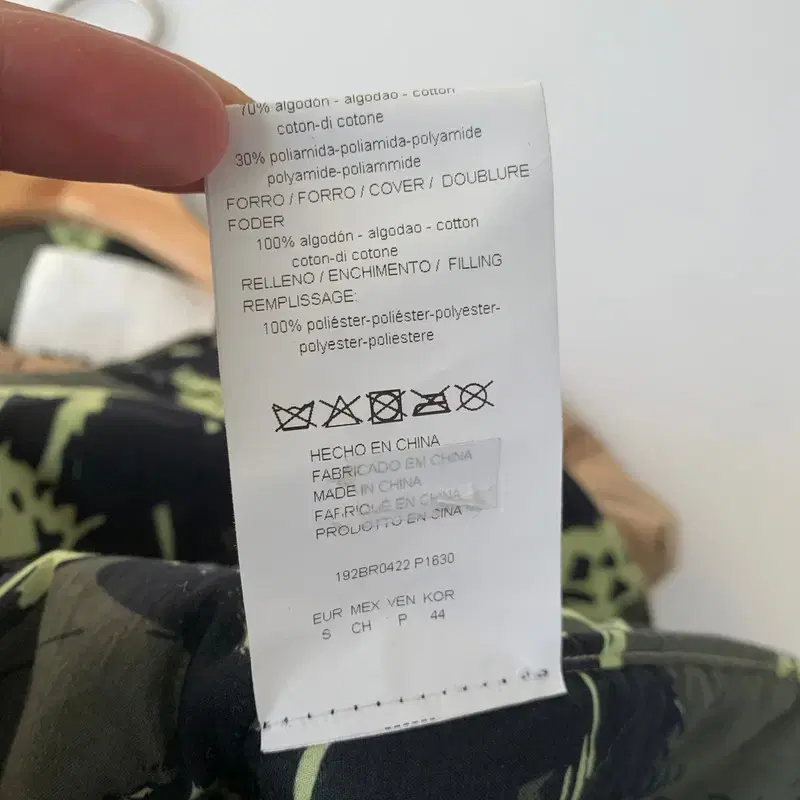 70% algodón - algodao - cotton
coton-di cotone
30% poliamida-poliamida-polyamide
polyamide-poliammide
FORRO / FORRO / COVER / DOUBLURE
FODER
100% algodón - algodao - cotton
coton-di cotone
RELLENO / ENCHIMENTO / FILLING
REMPLISSAGE:
100% poliéster-poliéster-polyester-
polyester-poliestere
HECHO EN CHINA
FABRICADO EM CHINA
MADE IN CHINA
FABRIQUÉ EN CHINA
PRODOTTO EN CINA
192BR0422 P1630
EUR MEX VEN KOR
S CH P 44